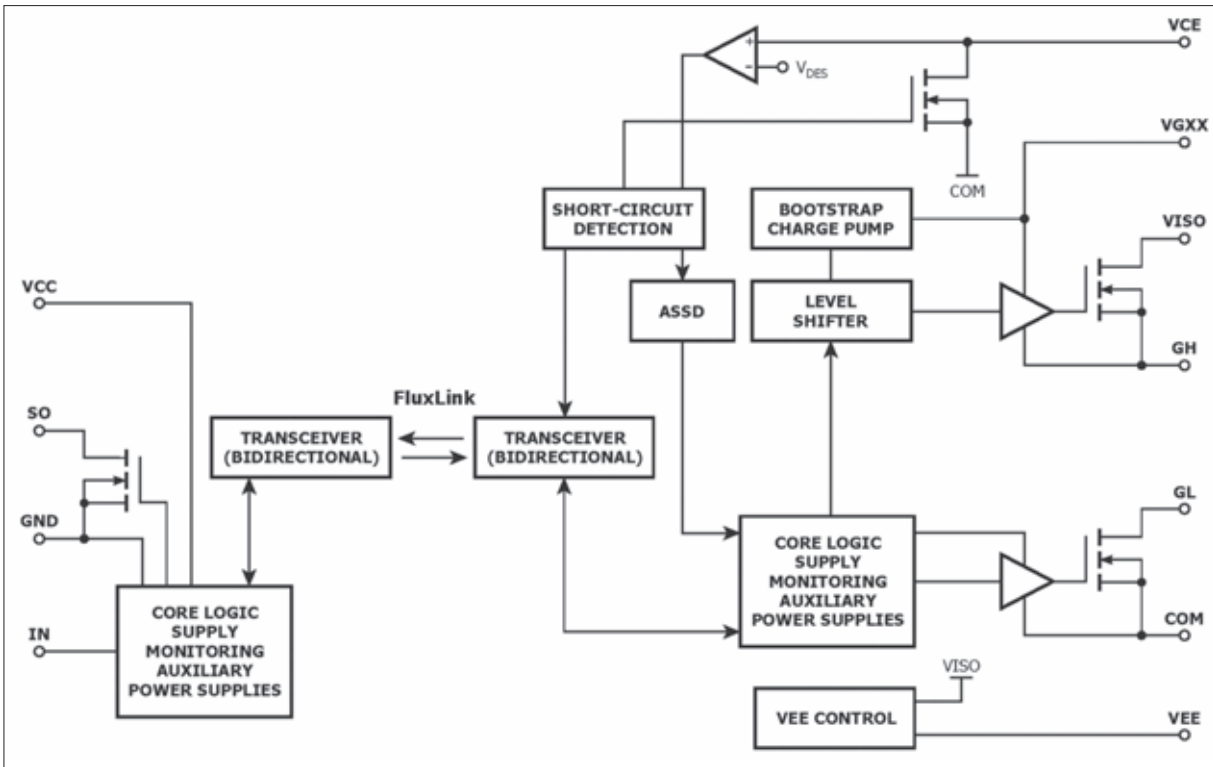 VCE
+
-
VDES
VGXX
COM
SHORT-CIRCUIT
DETECTION
BOOTSTRAP
CHARGE PUMP
VISO
VCC
ASSD
LEVEL
SHIFTER
GH
FluxLink
SO
TRANSCEIVER
(BIDIRECTIONAL)
TRANSCEIVER
(BIDIRECTIONAL)
GL
GND
CORE LOGIC
SUPPLY
MONITORING
AUXILIARY
POWER SUPPLIES
CORE LOGIC
SUPPLY
MONITORING
AUXILIARY
POWER SUPPLIES
IN
COM
VISO
VEE CONTROL
VEE